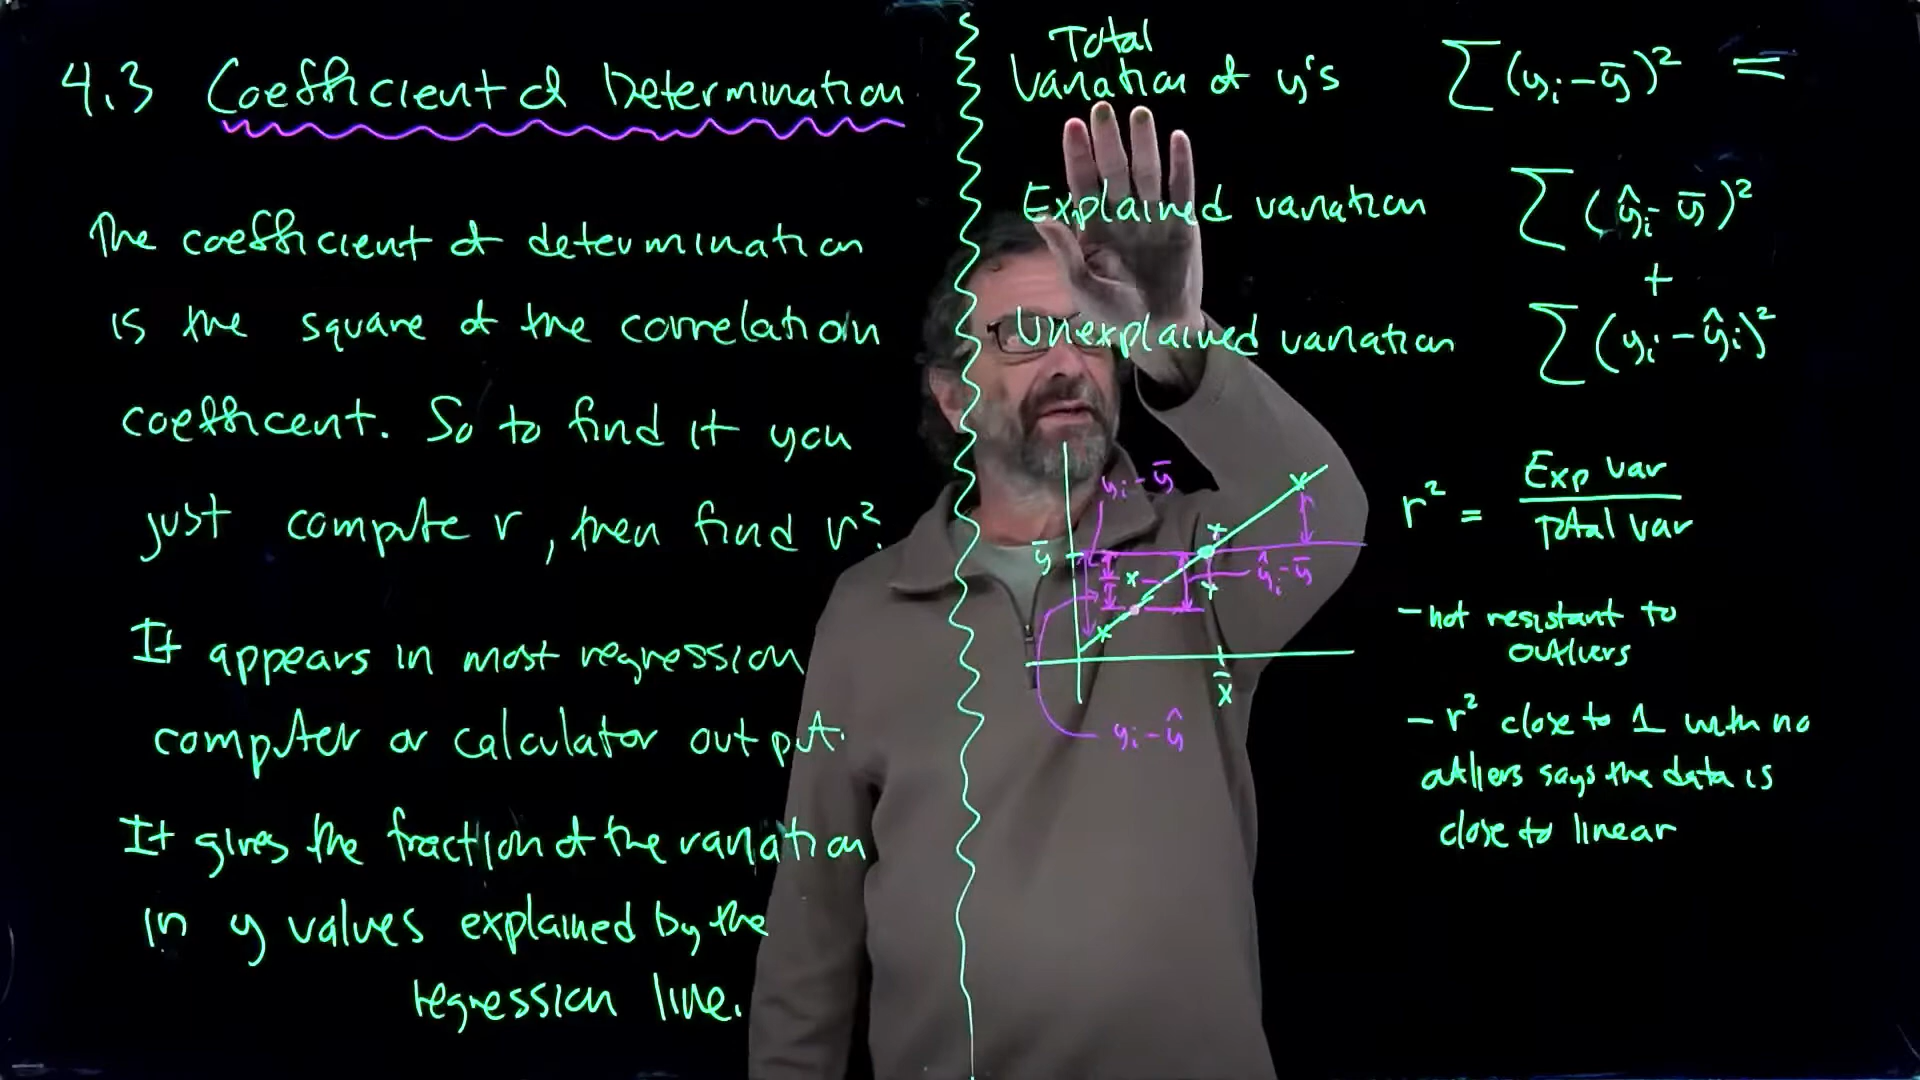 4.3 Coefficient of Determination
The coefficient of determination
is the square of the correlation
coefficent. So to find it you
just compute r, then find r².
It appears in most regression
computer or calculator output.
It gives the fraction of the variation
in y values explained by the
regression line.
Total
Variation of y's Σ(yᵢ-ȳ)² =
Explained variation Σ(ŷᵢ-ȳ)²
+
Unexplained variation Σ(yᵢ-ŷᵢ)²
yᵢ-ȳ
ȳ
ŷᵢ-ȳ
x̄
yᵢ-ŷ
r² = Exp var
Total var
- not resistant to
outliers
- r² close to 1 with no
outliers says the data is
close to linear